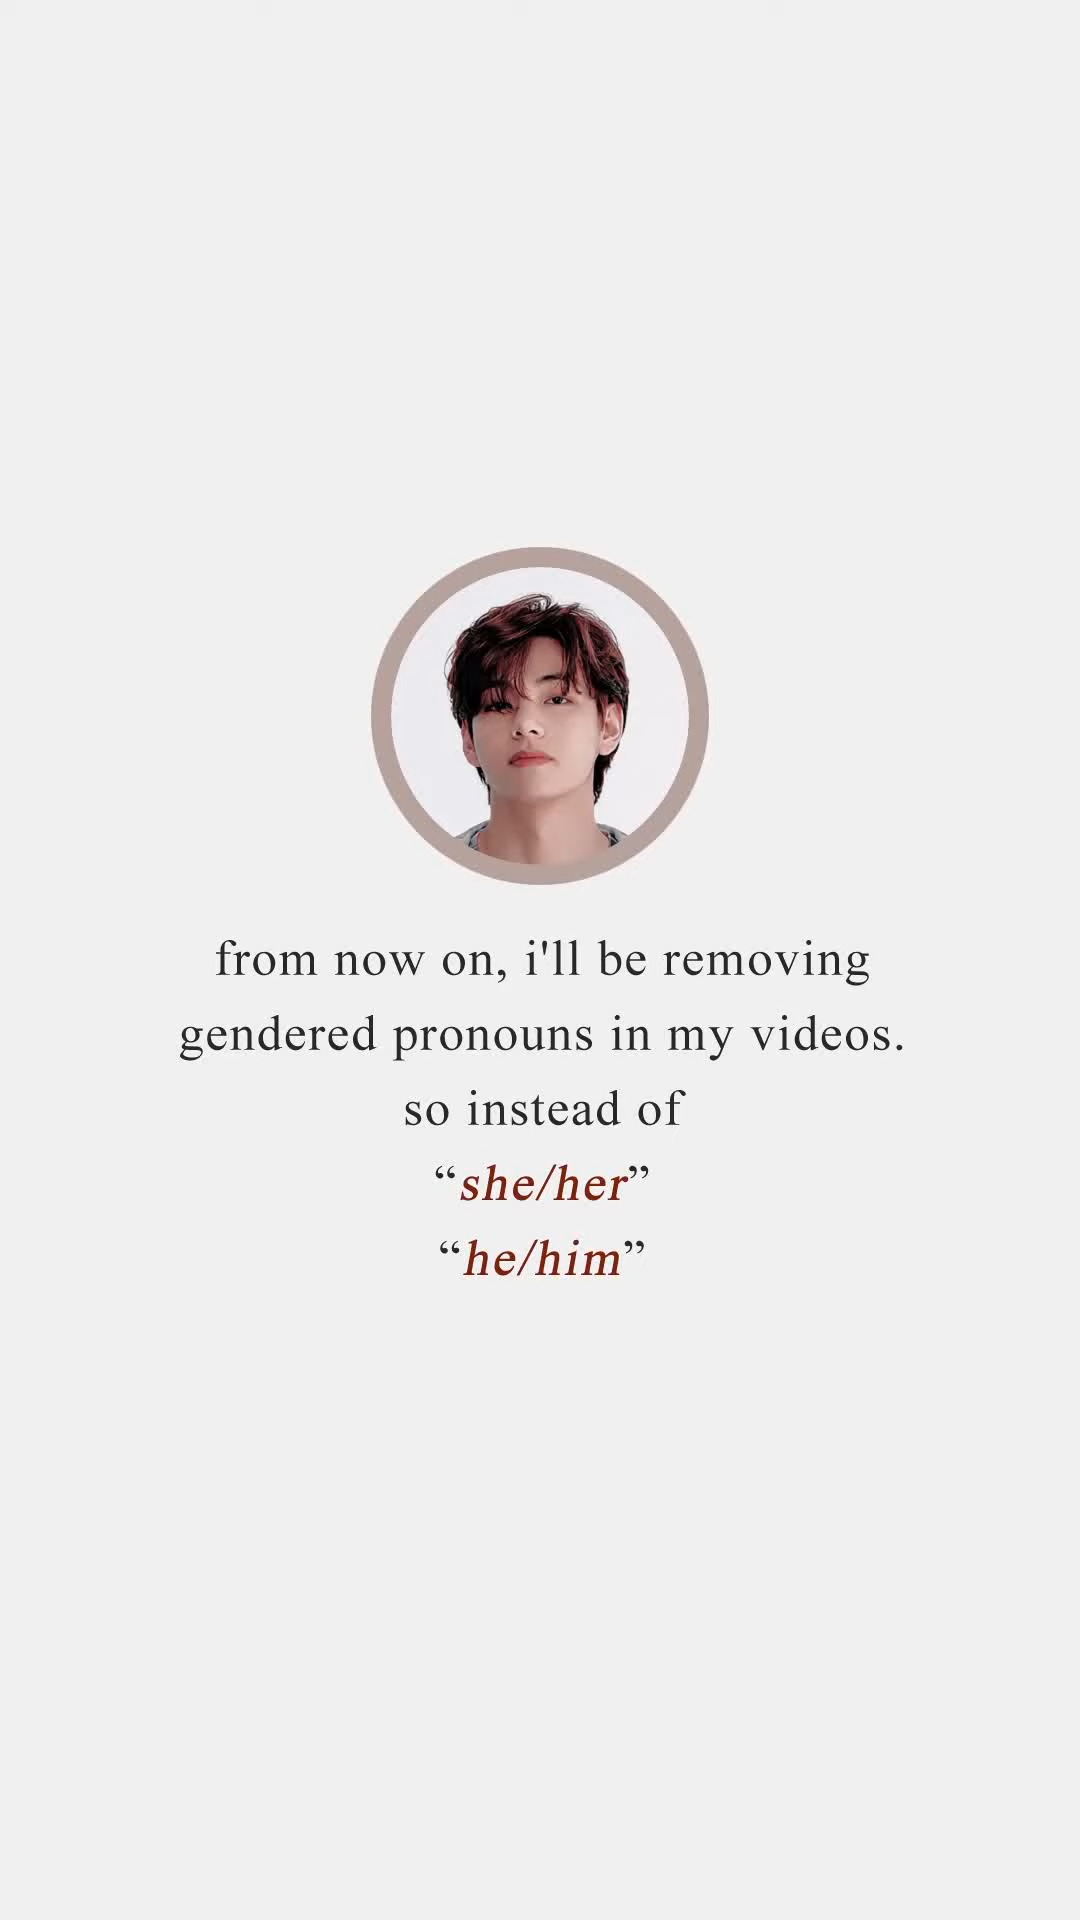 from now on, i'll be removing
gendered pronouns in my videos.
so instead of
“she/her”
“he/him”